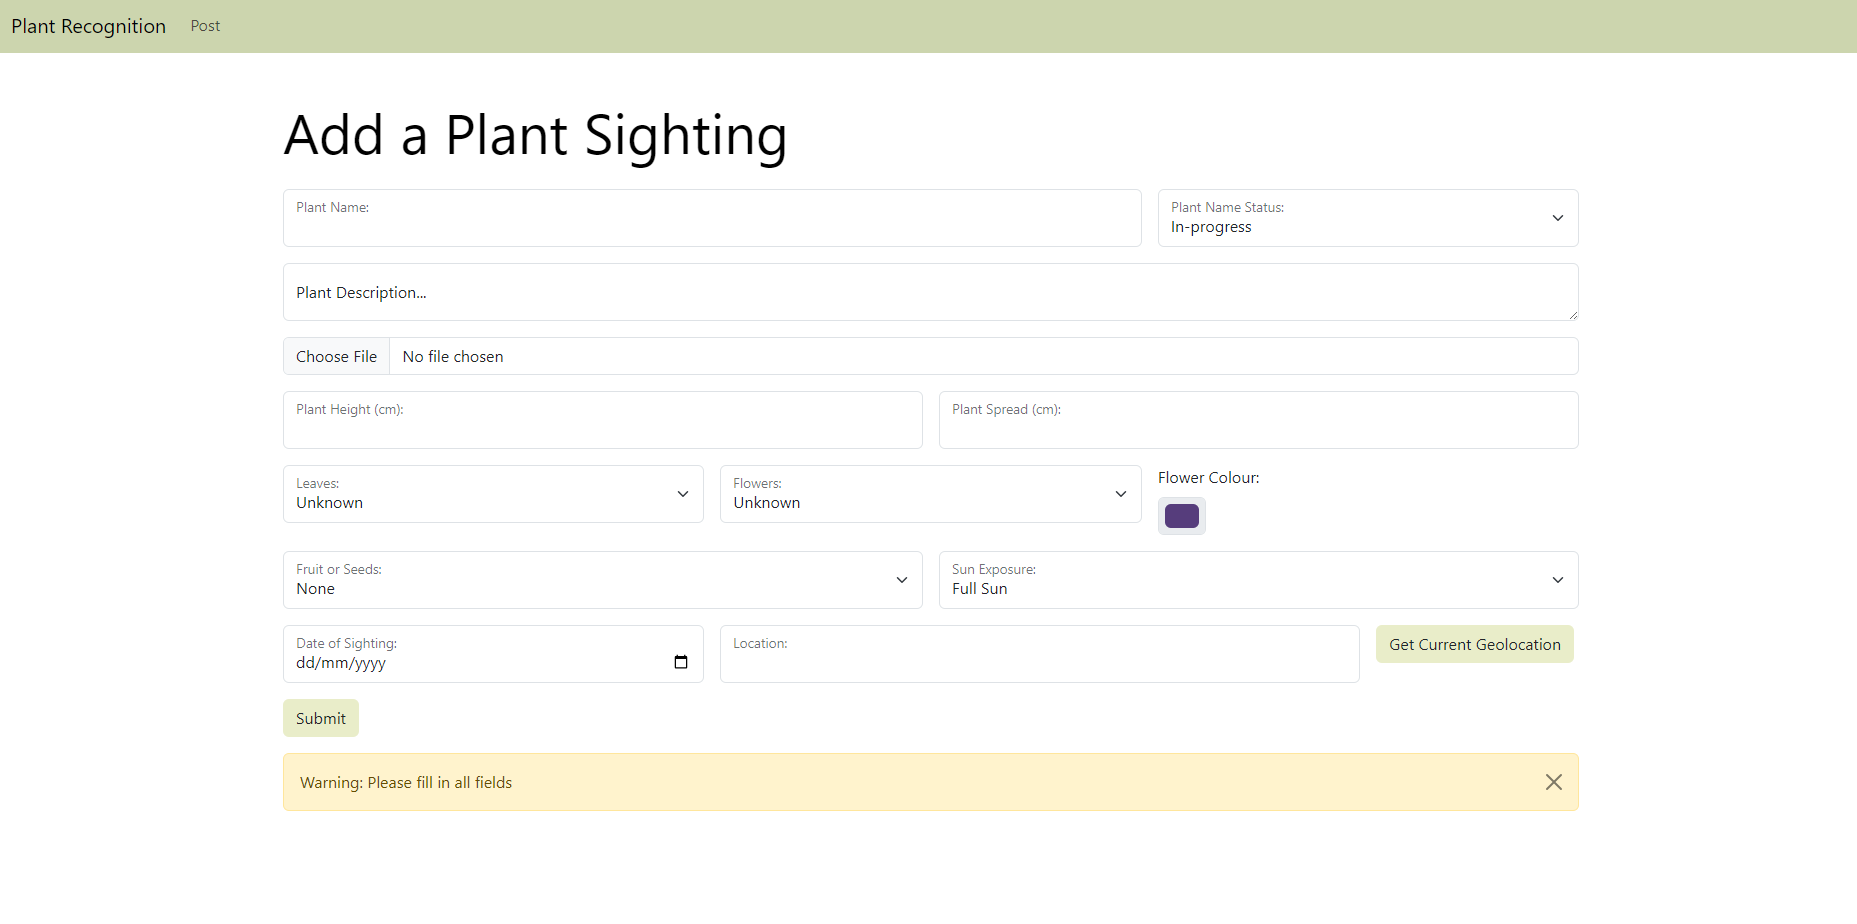 Plant Recognition Post
Add a Plant Sighting
Plant Name:
Plant Name Status:
In-progress
Plant Description...
Choose File No file chosen
Plant Height (cm):
Plant Spread (cm):
Leaves:
Unknown
Flowers:
Unknown
Flower Colour:
Fruit or Seeds:
None
Sun Exposure:
Full Sun
Date of Sighting:
dd/mm/yyyy
Location:
Get Current Geolocation
Submit
Warning: Please fill in all fields